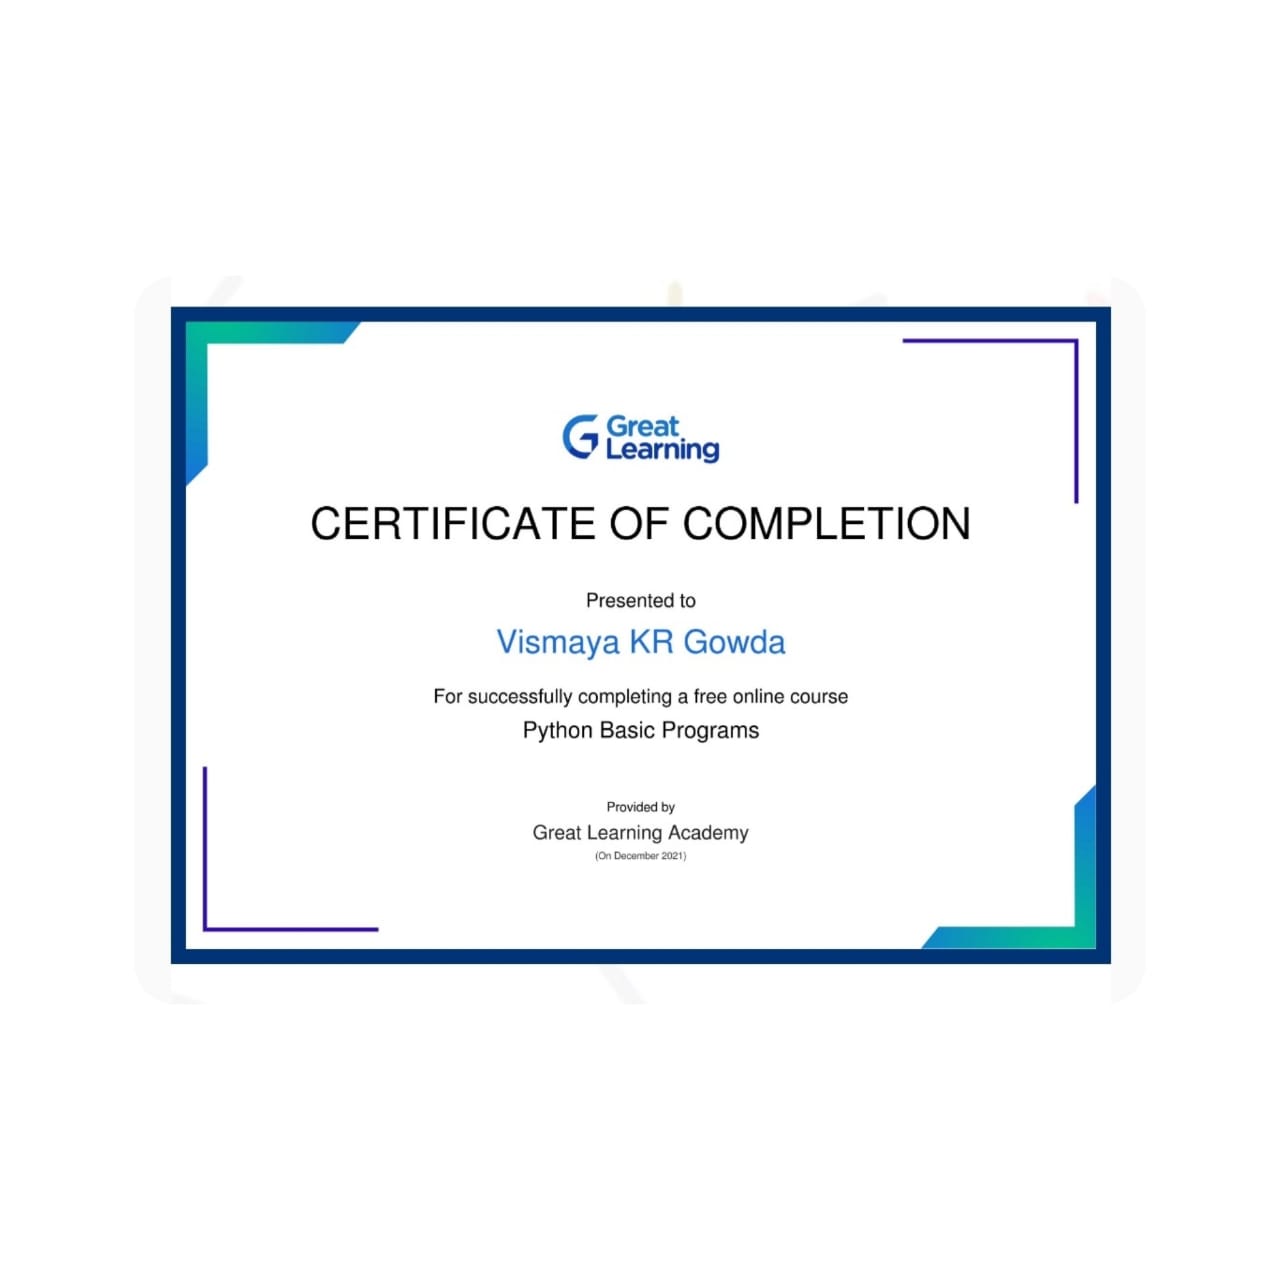 Great
Learning
CERTIFICATE OF COMPLETION
Presented to
Vismaya KR Gowda
For successfully completing a free online course
Python Basic Programs
Provided by
Great Learning Academy
(On December 2021)